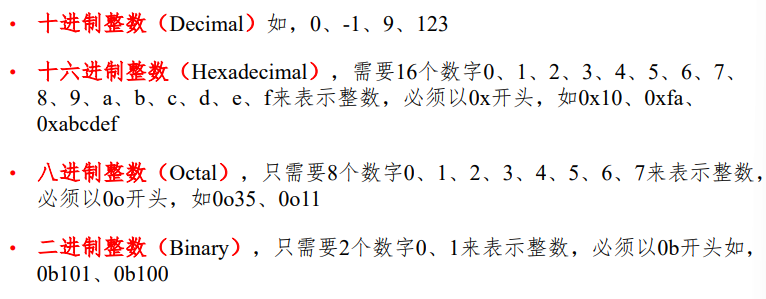 • 十进制整数（Decimal）如，0、-1、9、123
• 十六进制整数（Hexadecimal），需要16个数字0、1、2、3、4、5、6、7、
8、9、a、b、c、d、e、f来表示整数，必须以0x开头，如0x10、0xfa、
0xabcdef
• 八进制整数（Octal），只需要8个数字0、1、2、3、4、5、6、7来表示整数，
必须以0o开头，如0o35、0o11
• 二进制整数（Binary），只需要2个数字0、1来表示整数，必须以0b开头如，
0b101、0b100